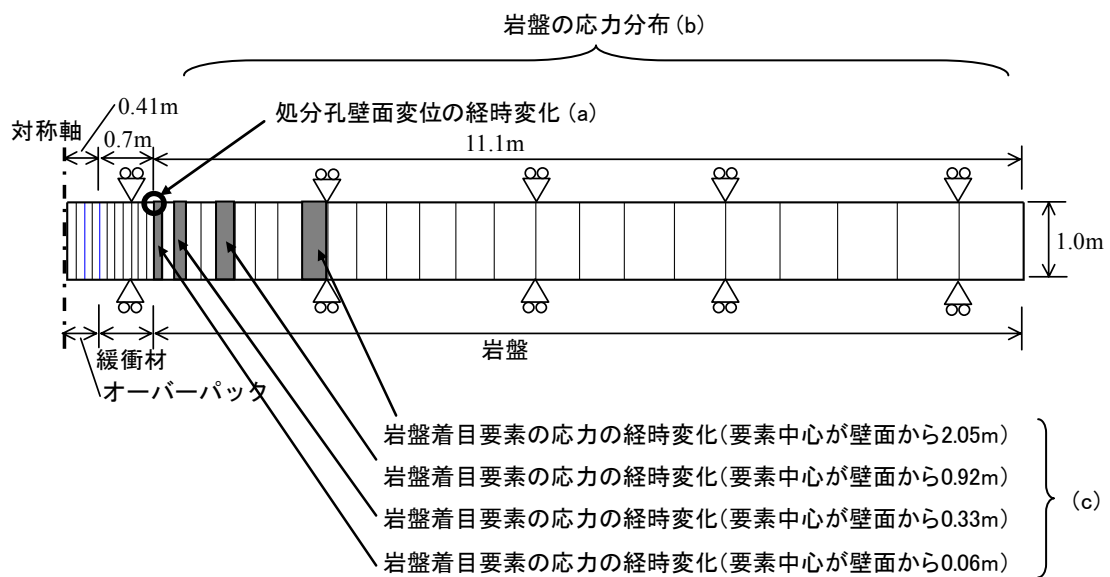 岩盤の応力分布(b)
0.41m
処分孔壁面変位の経時変化(a)
対称軸
0.7m
11.1m
1.0m
緩衝材
岩盤
オーバーパック
岩盤着目要素の応力の経時変化(要素中心が壁面から2.05m)
岩盤着目要素の応力の経時変化(要素中心が壁面から0.92m)
(c)
岩盤着目要素の応力の経時変化(要素中心が壁面から0.33m)
岩盤着目要素の応力の経時変化(要素中心が壁面から0.06m)